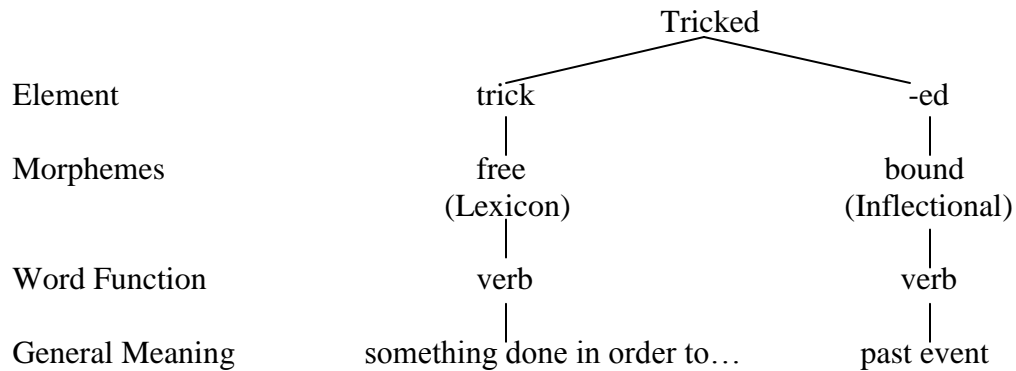 Tricked
Element trick -ed
Morphemes free bound
(Lexicon) (Inflectional)
Word Function verb verb
General Meaning something done in order to… past event